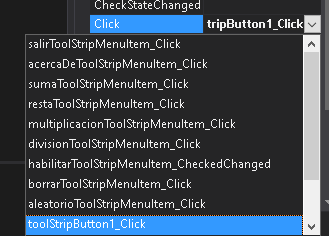 CheckStateChanged
Click tripButton1_Click
salirToolStripMenuItem_Click
acercaDeToolStripMenuItem_Click
sumaToolStripMenuItem_Click
restaToolStripMenuItem_Click
multiplicacionToolStripMenuItem_Click
divisionToolStripMenuItem_Click
habilitarToolStripMenuItem_CheckedChanged
borrarToolStripMenuItem_Click
aleatorioToolStripMenuItem_Click
toolStripButton1_Click